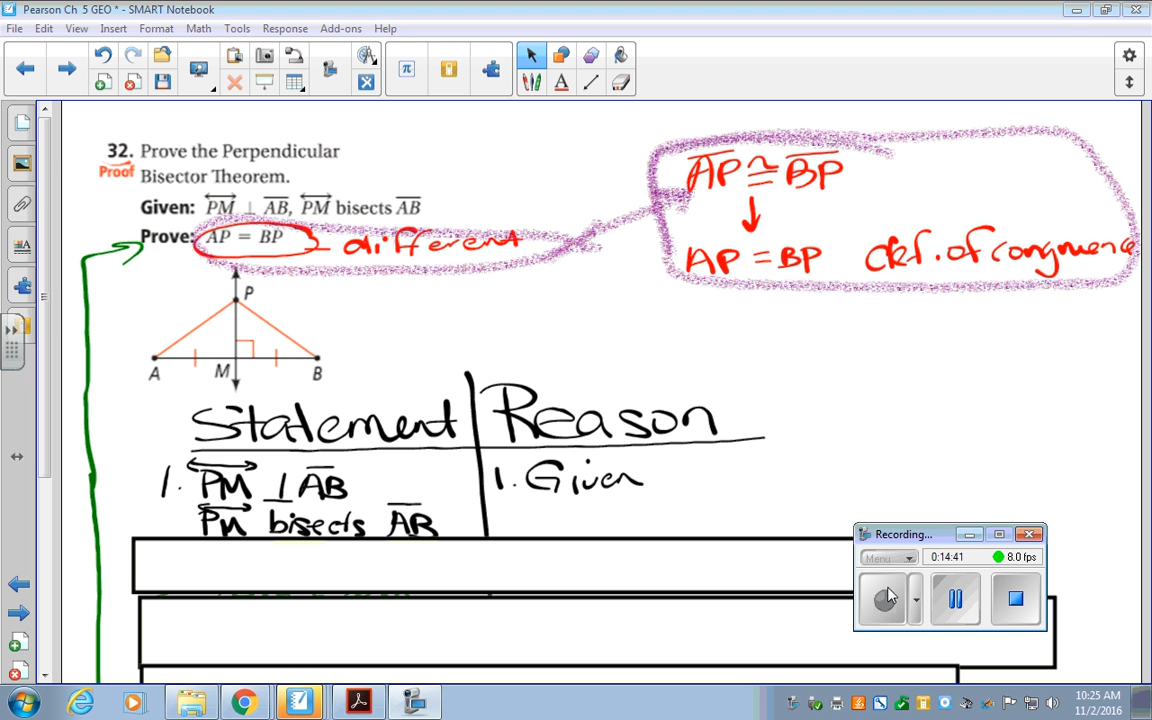 Pearson Ch 5 GEO * - SMART Notebook
File Edit View Insert Format Math Tools Response Add-ons Help
32. Prove the Perpendicular
Proof Bisector Theorem.
Given: PM ⊥ AB, PM bisects AB
Prove: AP = BP - different
AP ≅ BP
↓
AP = BP def. of congruence
P
A M B
Statement Reason
1. PM ⊥ AB 1. Given
PM bisects AB
Recording...
Menu 0:14:41 8.0 fps
10:25 AM
11/2/2016